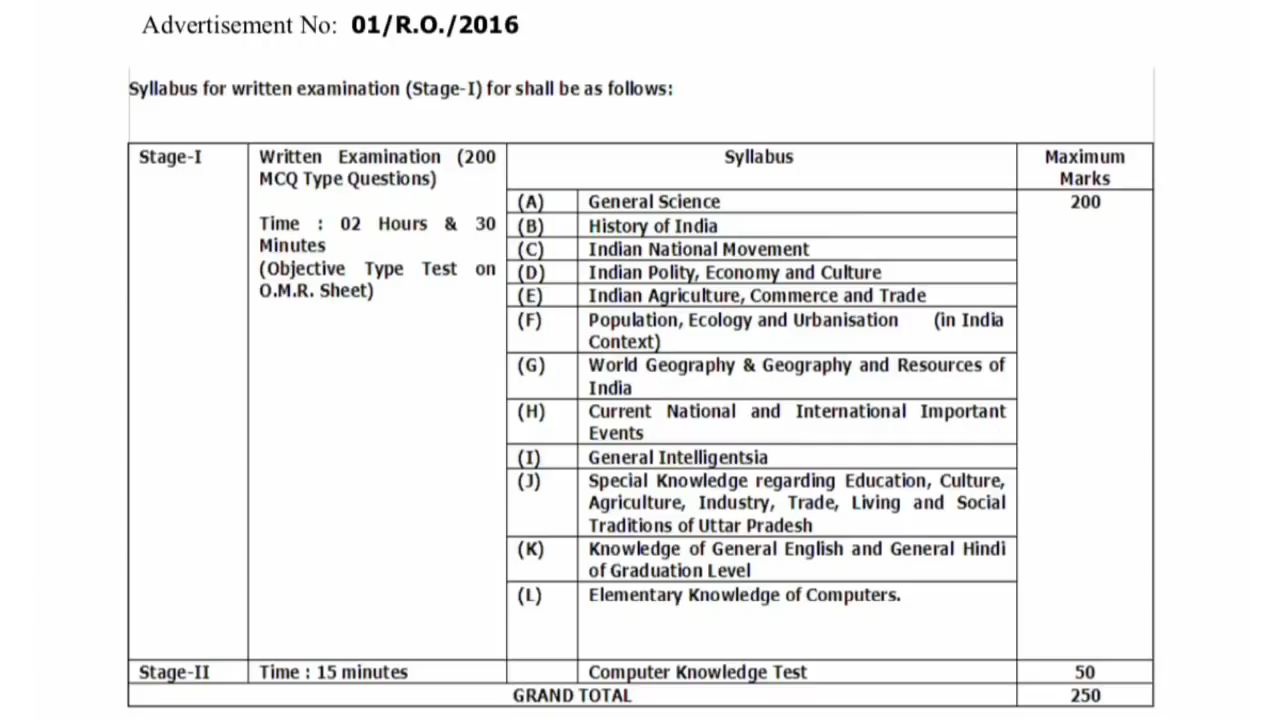 Advertisement No: 01/R.O./2016
Syllabus for written examination (Stage-I) for shall be as follows:
Stage-I
Written Examination (200
MCQ Type Questions)
Time : 02 Hours & 30
Minutes
(Objective Type Test on
O.M.R. Sheet)
Syllabus
Maximum
Marks
(A) General Science
200
(B) History of India
(C) Indian National Movement
(D) Indian Polity, Economy and Culture
(E) Indian Agriculture, Commerce and Trade
(F) Population, Ecology and Urbanisation (in India
Context)
(G) World Geography & Geography and Resources of
India
(H) Current National and International Important
Events
(I) General Intelligentsia
(J) Special Knowledge regarding Education, Culture,
Agriculture, Industry, Trade, Living and Social
Traditions of Uttar Pradesh
(K) Knowledge of General English and General Hindi
of Graduation Level
(L) Elementary Knowledge of Computers.
Stage-II Time : 15 minutes Computer Knowledge Test 50
GRAND TOTAL 250